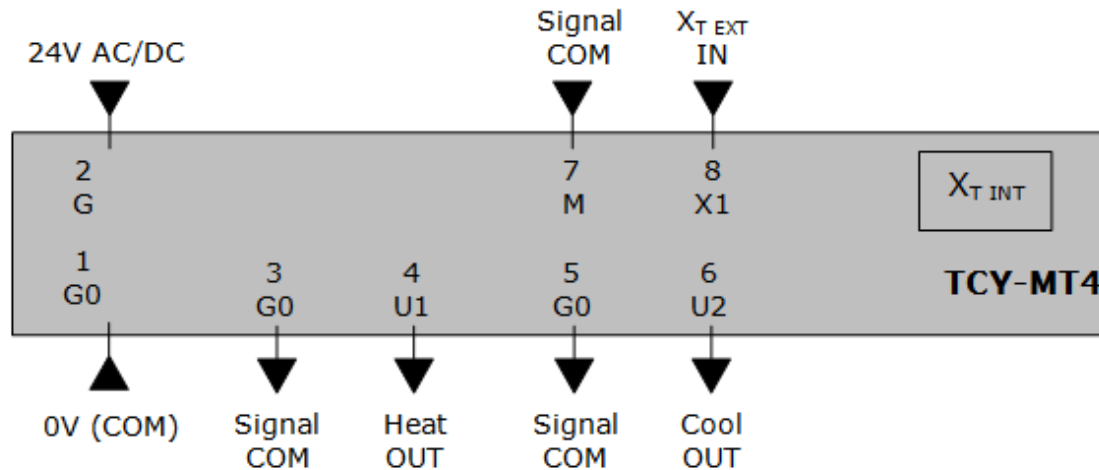 24V AC/DC
Signal
COM
X_T EXT
IN
2
G
7
M
8
X1
X_T INT
1
G0
3
G0
4
U1
5
G0
6
U2
TCY-MT4
0V (COM)
Signal
COM
Heat
OUT
Signal
COM
Cool
OUT